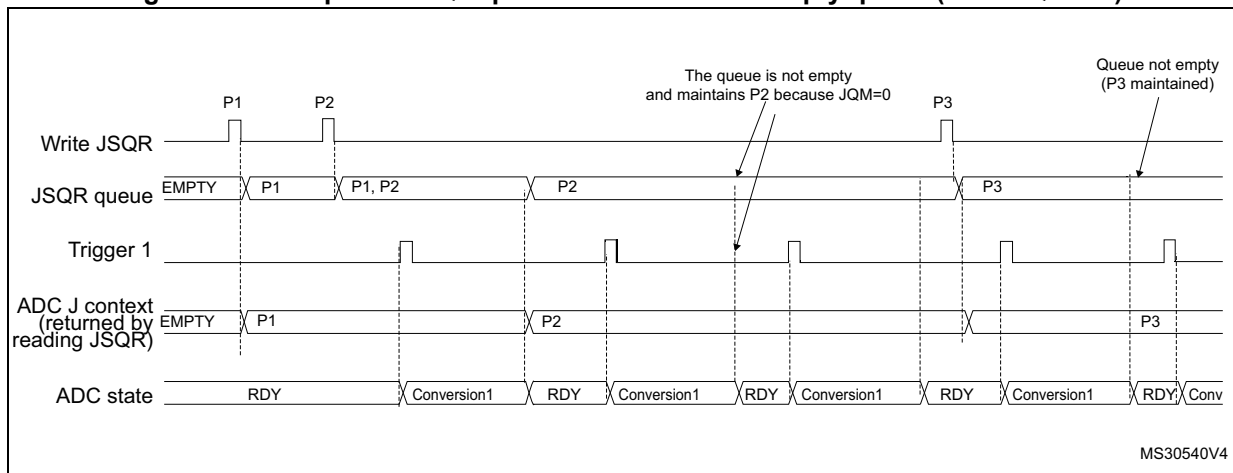 The queue is not empty
and maintains P2 because JQM=0
Queue not empty
(P3 maintained)
P1
P2
P3
Write JSQR
JSQR queue
EMPTY
P1
P1, P2
P2
P3
Trigger 1
ADC J context
(returned by
reading JSQR)
EMPTY
P1
P2
P3
ADC state
RDY
Conversion1
RDY
Conversion1
RDY
Conversion1
RDY
Conversion1
RDY
Conv
MS30540V4